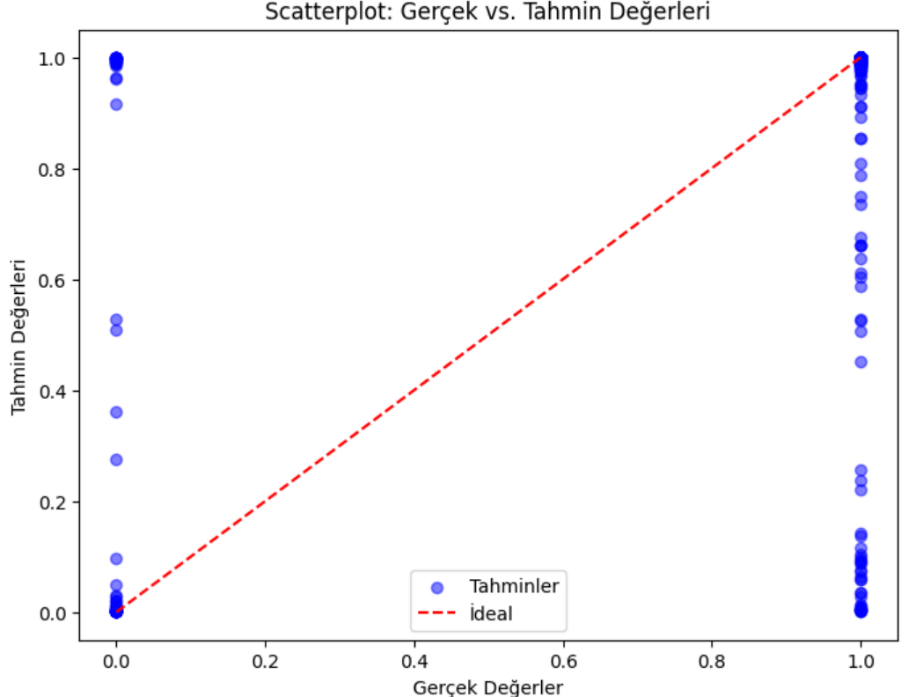 Scatterplot: Gerçek vs. Tahmin Değerleri
1.0
0.8
0.6
0.4
0.2
0.0
Tahmin Değerleri
Tahminler
ideal
0.0
0.2
0.4
0.6
0.8
1.0
Gerçek Değerler